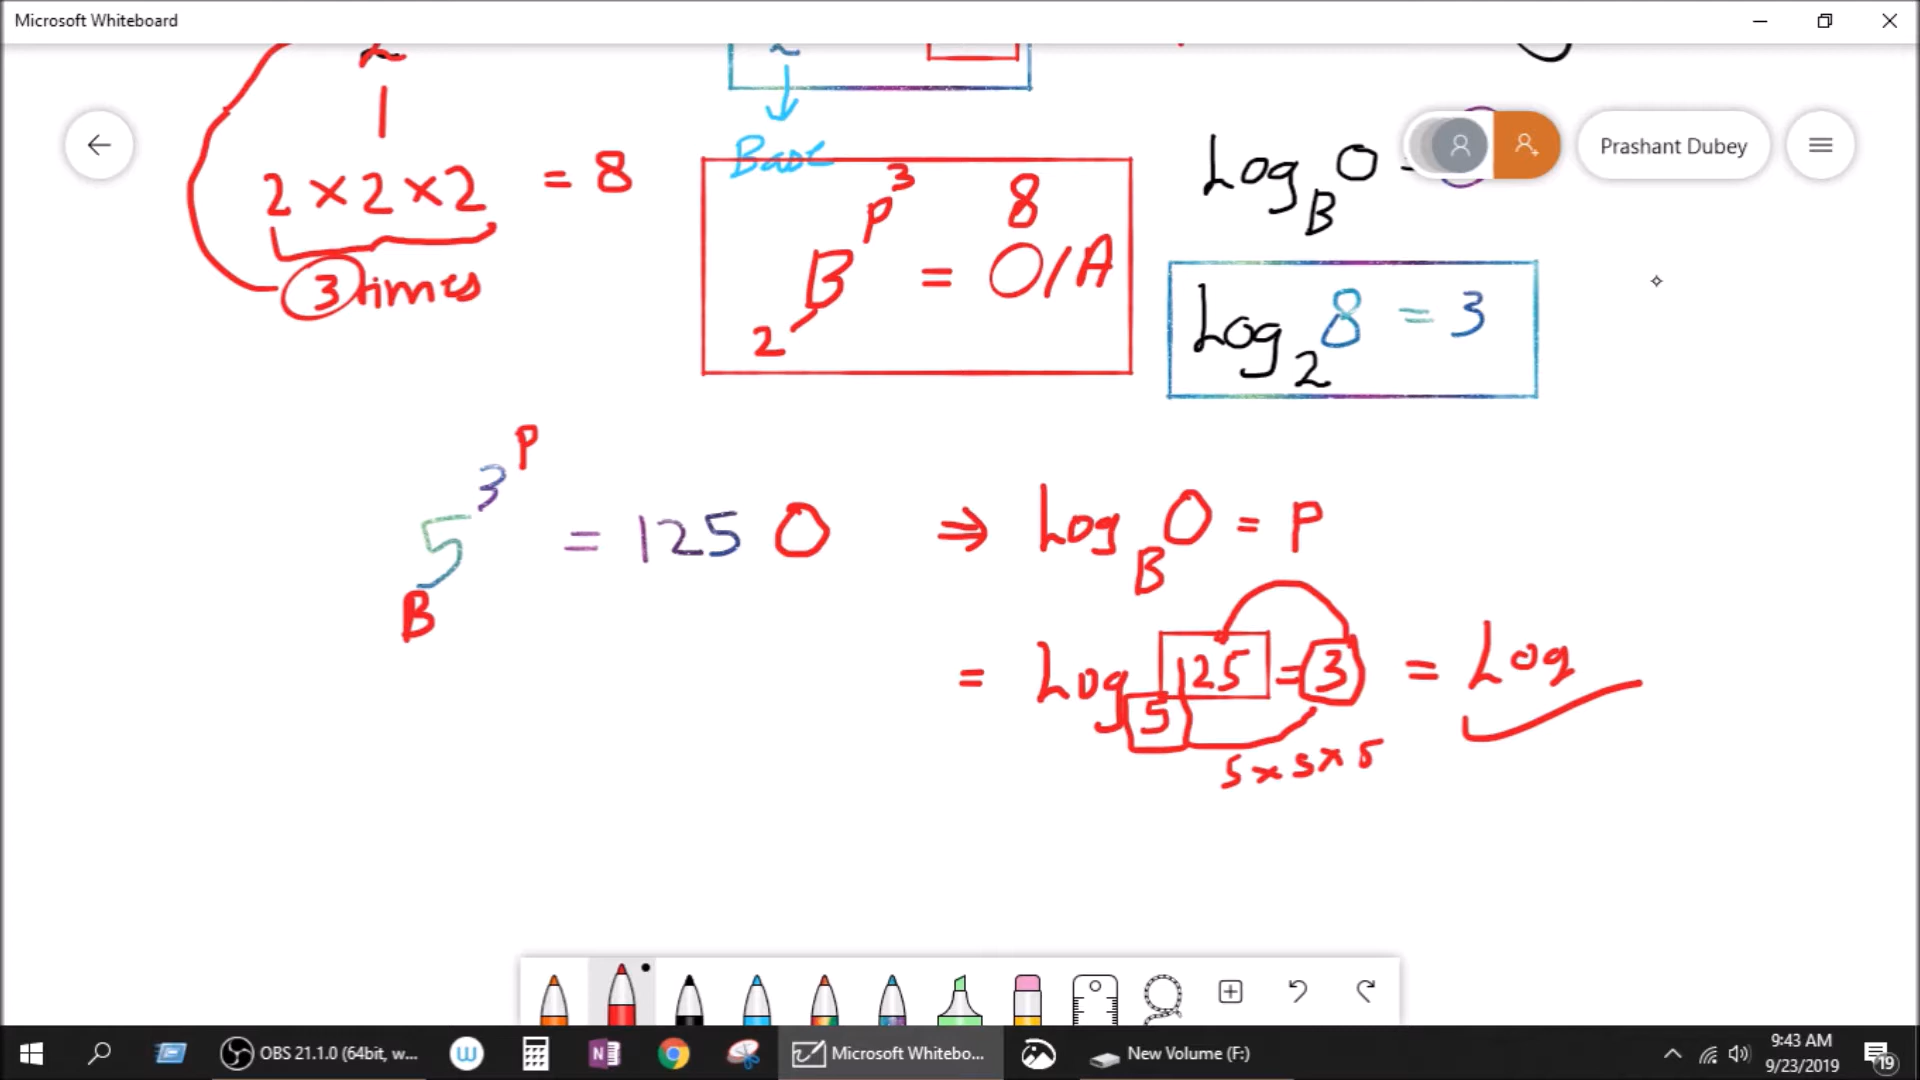 Microsoft Whiteboard
Prashant Dubey
Base
2 × 2 × 2 = 8
3 times
B^P^3 = O/A
8
2
Log_B O =
Log_2 8 = 3
5^3 = 125 O
P
B
⇒ Log_B O = P
= Log_5 125 = 3 = Log
5 × 5 × 5
OBS 21.1.0 (64bit, w...
Microsoft Whitebo...
New Volume (F:)
9:43 AM
9/23/2019
19